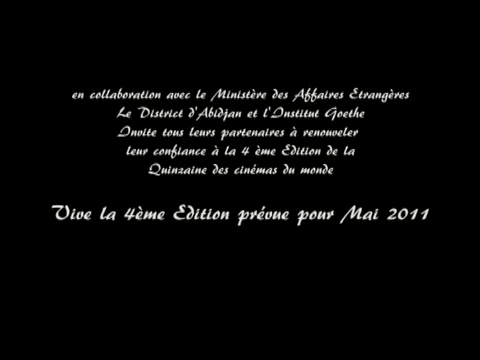 en collaboration avec le Ministère des Affaires Etrangères
Le District d'Abidjan et l'Institut Goethe
Invite tous leurs partenaires à renouveler
leur confiance à la 4 ème Edition de la
Quinzaine des cinémas du monde
Vive la 4ème Edition prévue pour Mai 2011